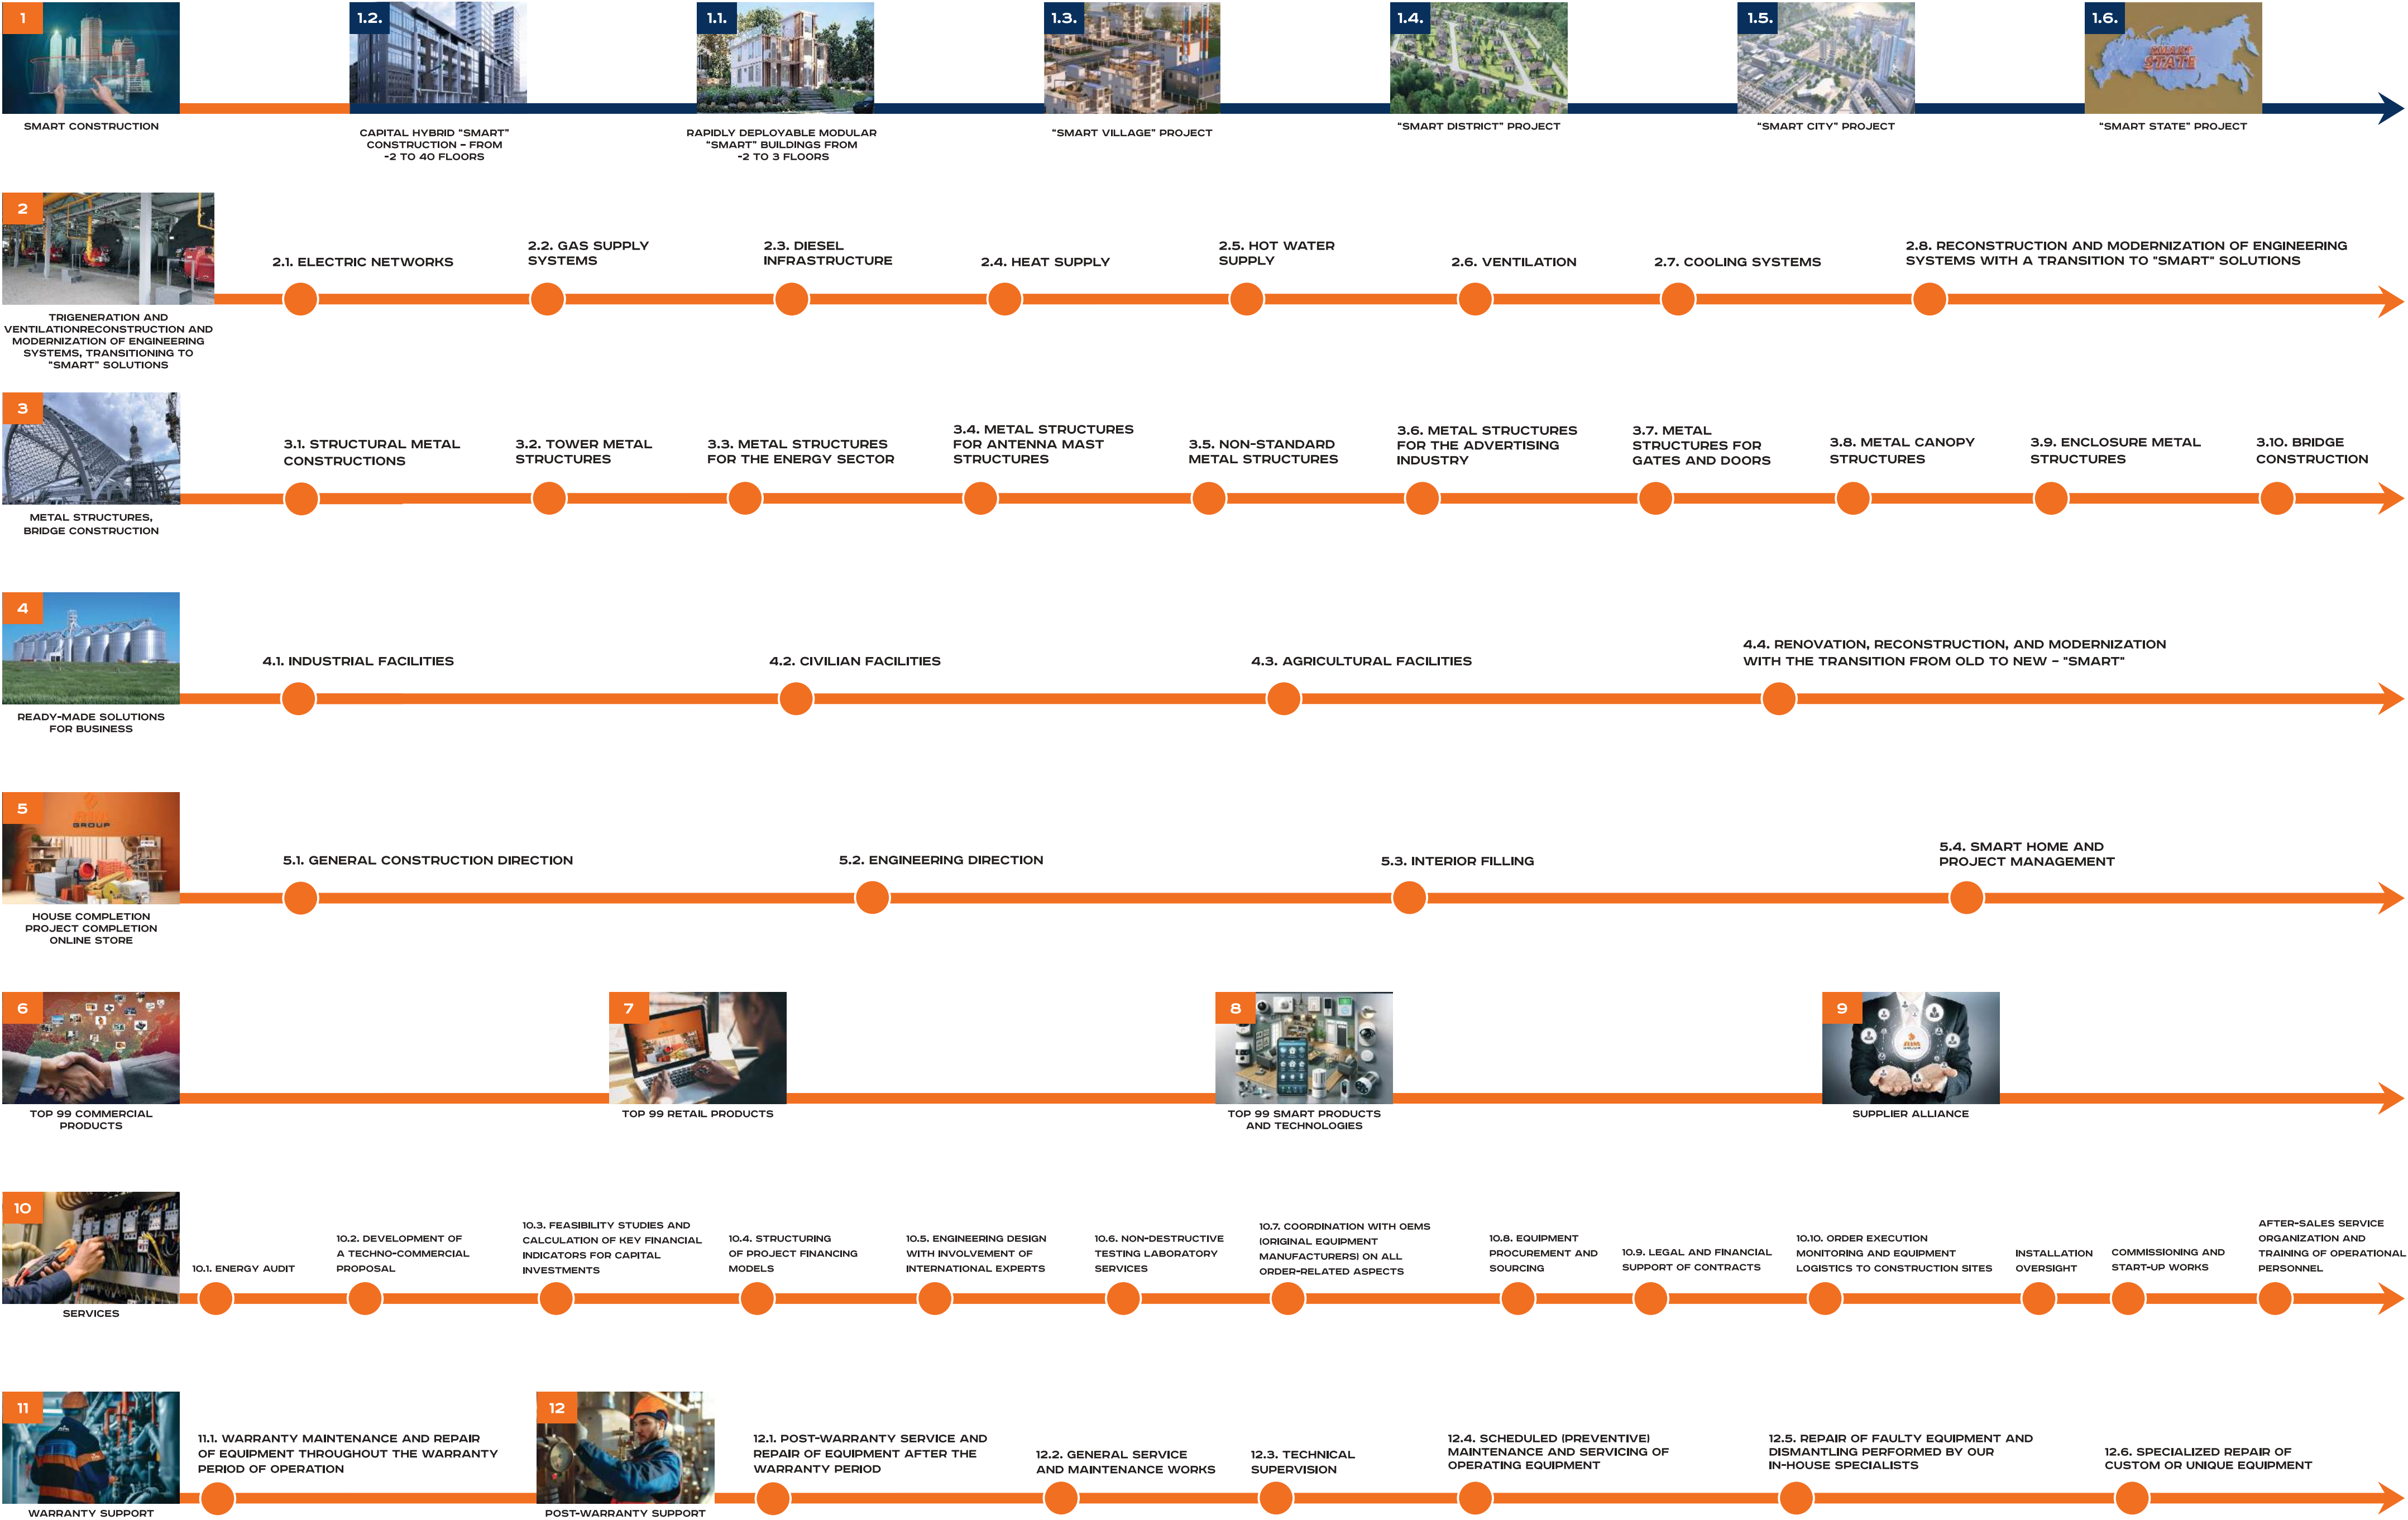 1
1.2.
1.1.
1.3.
1.4.
1.5.
1.6.
SMART
STATE
SMART CONSTRUCTION
CAPITAL HYBRID "SMART"
CONSTRUCTION – FROM
-2 TO 40 FLOORS
RAPIDLY DEPLOYABLE MODULAR
"SMART" BUILDINGS FROM
-2 TO 3 FLOORS
"SMART VILLAGE" PROJECT
"SMART DISTRICT" PROJECT
"SMART CITY" PROJECT
"SMART STATE" PROJECT
2
TRIGENERATION AND
VENTILATIONRECONSTRUCTION AND
MODERNIZATION OF ENGINEERING
SYSTEMS, TRANSITIONING TO
"SMART" SOLUTIONS
2.1. ELECTRIC NETWORKS
2.2. GAS SUPPLY
SYSTEMS
2.3. DIESEL
INFRASTRUCTURE
2.4. HEAT SUPPLY
2.5. HOT WATER
SUPPLY
2.6. VENTILATION
2.7. COOLING SYSTEMS
2.8. RECONSTRUCTION AND MODERNIZATION OF ENGINEERING
SYSTEMS WITH A TRANSITION TO "SMART" SOLUTIONS
3
METAL STRUCTURES,
BRIDGE CONSTRUCTION
3.1. STRUCTURAL METAL
CONSTRUCTIONS
3.2. TOWER METAL
STRUCTURES
3.3. METAL STRUCTURES
FOR THE ENERGY SECTOR
3.4. METAL STRUCTURES
FOR ANTENNA MAST
STRUCTURES
3.5. NON-STANDARD
METAL STRUCTURES
3.6. METAL STRUCTURES
FOR THE ADVERTISING
INDUSTRY
3.7. METAL
STRUCTURES FOR
GATES AND DOORS
3.8. METAL CANOPY
STRUCTURES
3.9. ENCLOSURE METAL
STRUCTURES
3.10. BRIDGE
CONSTRUCTION
4
READY-MADE SOLUTIONS
FOR BUSINESS
4.1. INDUSTRIAL FACILITIES
4.2. CIVILIAN FACILITIES
4.3. AGRICULTURAL FACILITIES
4.4. RENOVATION, RECONSTRUCTION, AND MODERNIZATION
WITH THE TRANSITION FROM OLD TO NEW – "SMART"
5
GROUP
HOUSE COMPLETION
PROJECT COMPLETION
ONLINE STORE
5.1. GENERAL CONSTRUCTION DIRECTION
5.2. ENGINEERING DIRECTION
5.3. INTERIOR FILLING
5.4. SMART HOME AND
PROJECT MANAGEMENT
6
TOP 99 COMMERCIAL
PRODUCTS
7
TOP 99 RETAIL PRODUCTS
8
TOP 99 SMART PRODUCTS
AND TECHNOLOGIES
9
SUPPLIER ALLIANCE
10
SERVICES
10.1. ENERGY AUDIT
10.2. DEVELOPMENT OF
A TECHNO-COMMERCIAL
PROPOSAL
10.3. FEASIBILITY STUDIES AND
CALCULATION OF KEY FINANCIAL
INDICATORS FOR CAPITAL
INVESTMENTS
10.4. STRUCTURING
OF PROJECT FINANCING
MODELS
10.5. ENGINEERING DESIGN
WITH INVOLVEMENT OF
INTERNATIONAL EXPERTS
10.6. NON-DESTRUCTIVE
TESTING LABORATORY
SERVICES
10.7. COORDINATION WITH OEMS
(ORIGINAL EQUIPMENT
MANUFACTURERS) ON ALL
ORDER-RELATED ASPECTS
10.8. EQUIPMENT
PROCUREMENT AND
SOURCING
10.9. LEGAL AND FINANCIAL
SUPPORT OF CONTRACTS
10.10. ORDER EXECUTION
MONITORING AND EQUIPMENT
LOGISTICS TO CONSTRUCTION SITES
INSTALLATION
OVERSIGHT
COMMISSIONING AND
START-UP WORKS
AFTER-SALES SERVICE
ORGANIZATION AND
TRAINING OF OPERATIONAL
PERSONNEL
11
WARRANTY SUPPORT
11.1. WARRANTY MAINTENANCE AND REPAIR
OF EQUIPMENT THROUGHOUT THE WARRANTY
PERIOD OF OPERATION
12
POST-WARRANTY SUPPORT
12.1. POST-WARRANTY SERVICE AND
REPAIR OF EQUIPMENT AFTER THE
WARRANTY PERIOD
12.2. GENERAL SERVICE
AND MAINTENANCE WORKS
12.3. TECHNICAL
SUPERVISION
12.4. SCHEDULED (PREVENTIVE)
MAINTENANCE AND SERVICING OF
OPERATING EQUIPMENT
12.5. REPAIR OF FAULTY EQUIPMENT AND
DISMANTLING PERFORMED BY OUR
IN-HOUSE SPECIALISTS
12.6. SPECIALIZED REPAIR OF
CUSTOM OR UNIQUE EQUIPMENT